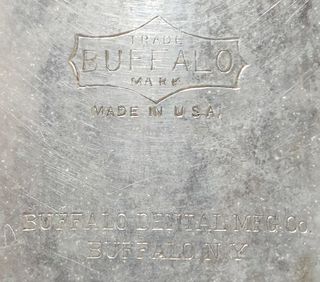 TRADE
BUFFALO
MARK
MADE IN U.S.A.
BUFFALO DENTAL MFG. Co.
BUFFALO N.Y.